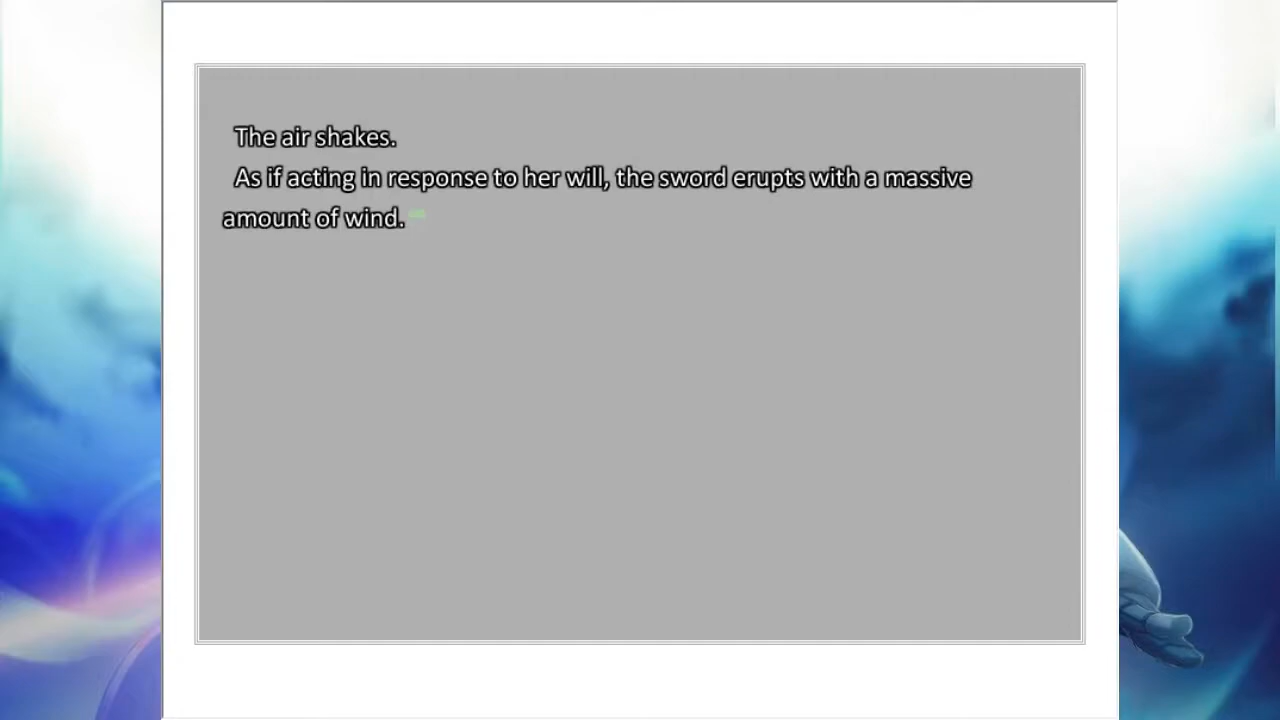 The air shakes.
As if acting in response to her will, the sword erupts with a massive
amount of wind.